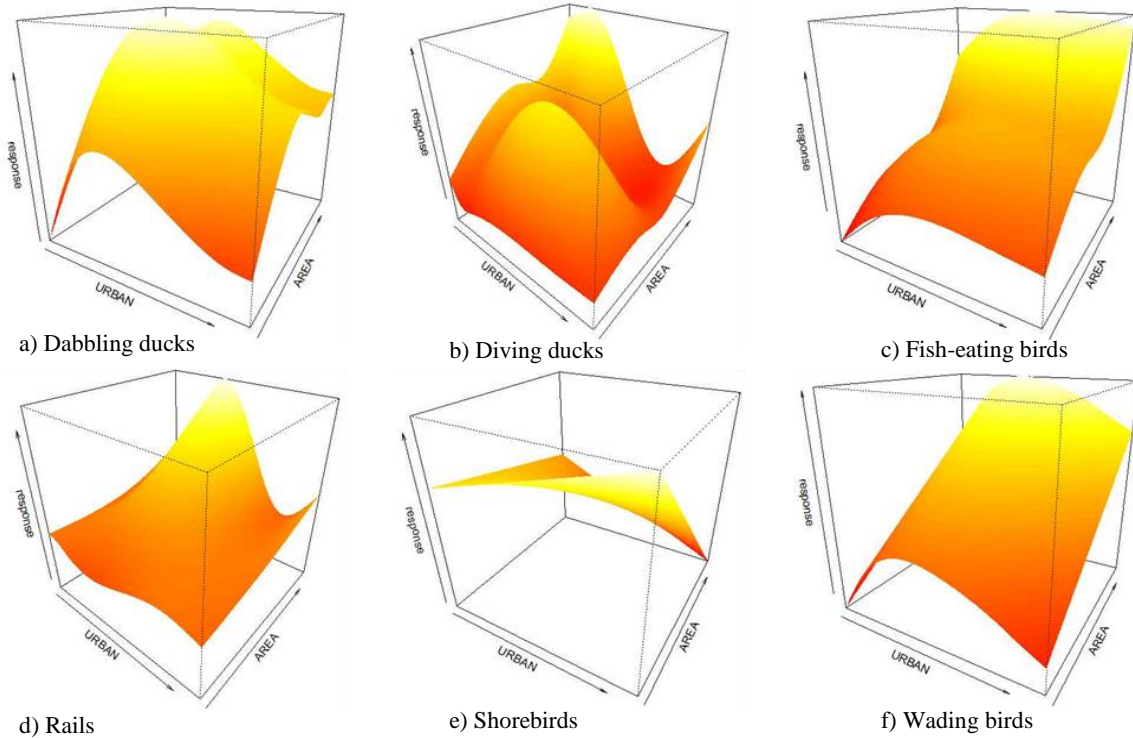 response
URBAN
AREA
a) Dabbling ducks
response
URBAN
AREA
b) Diving ducks
response
URBAN
AREA
c) Fish-eating birds
response
URBAN
AREA
d) Rails
response
URBAN
AREA
e) Shorebirds
response
URBAN
AREA
f) Wading birds